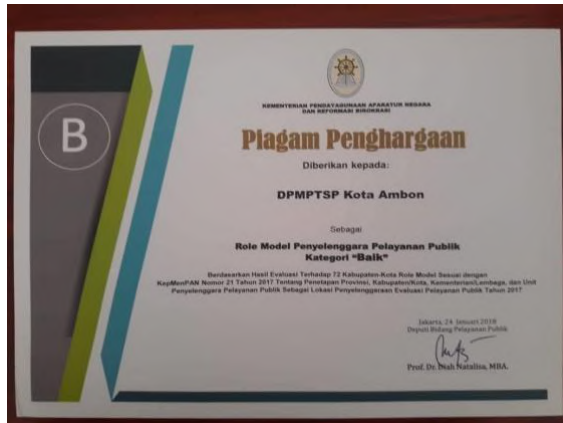 B
KEMENTERIAN PENDAYAGUNAAN APARATUR NEGARA
DAN REFORMASI BIROKRASI
Piagam Penghargaan
Diberikan kepada:
DPMPTSP Kota Ambon
Sebagai
Role Model Penyelenggara Pelayanan Publik
Kategori "Baik"
Berdasarkan Hasil Evaluasi Terhadap 72 Kabupaten-Kota Role Model Sesuai dengan
KepMenPAN Nomor 21 Tahun 2017 Tentang Penetapan Provinsi, Kabupaten/Kota, Kementerian/Lembaga, dan Unit
Penyelenggara Pelayanan Publik Sebagai Lokasi Penyelenggaraan Evaluasi Pelayanan Publik Tahun 2017
Jakarta, 24 Januari 2018
Deputi Bidang Pelayanan Publik
Prof. Dr. Diah Natalisa, MBA.